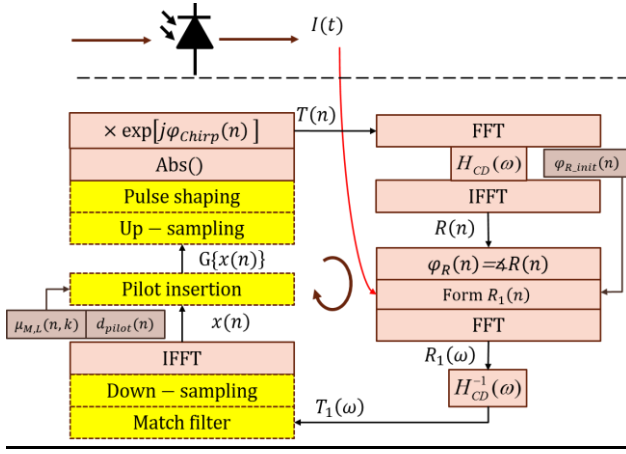 I(t)
T(n)
× exp[jφ_Chirp(n) ]
Abs()
Pulse shaping
Up − sampling
G{x(n)}
Pilot insertion
μ_M,L(n, k)
d_pilot(n)
x(n)
IFFT
Down − sampling
Match filter
FFT
H_CD(ω)
φ_R_init(n)
IFFT
R(n)
φ_R(n)=∡R(n)
Form R_1(n)
FFT
R_1(ω)
H_CD^-1(ω)
T_1(ω)